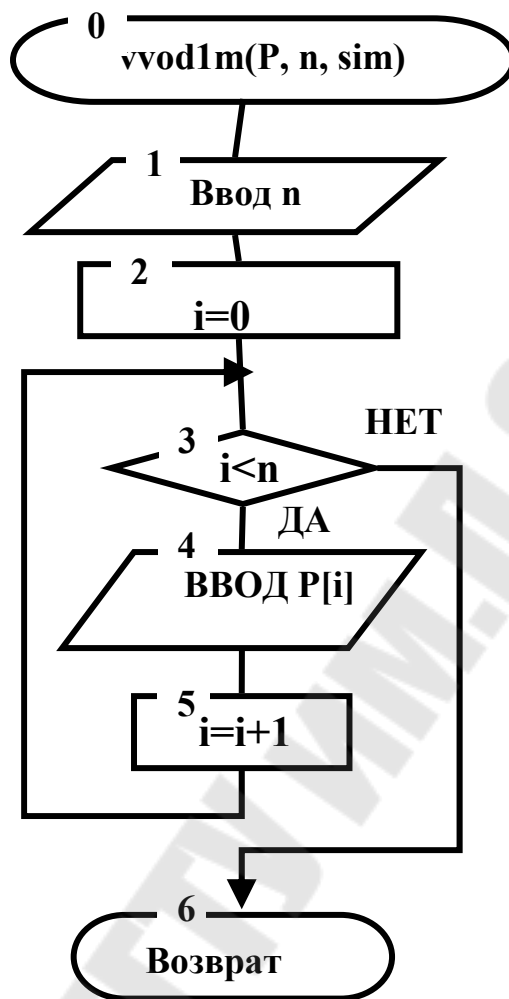 0
vvod1m(P, n, sim)
1
Ввод n
2
i=0
3
НЕТ
i<n
ДА
4
ВВОД P[i]
5
i=i+1
6
Возврат